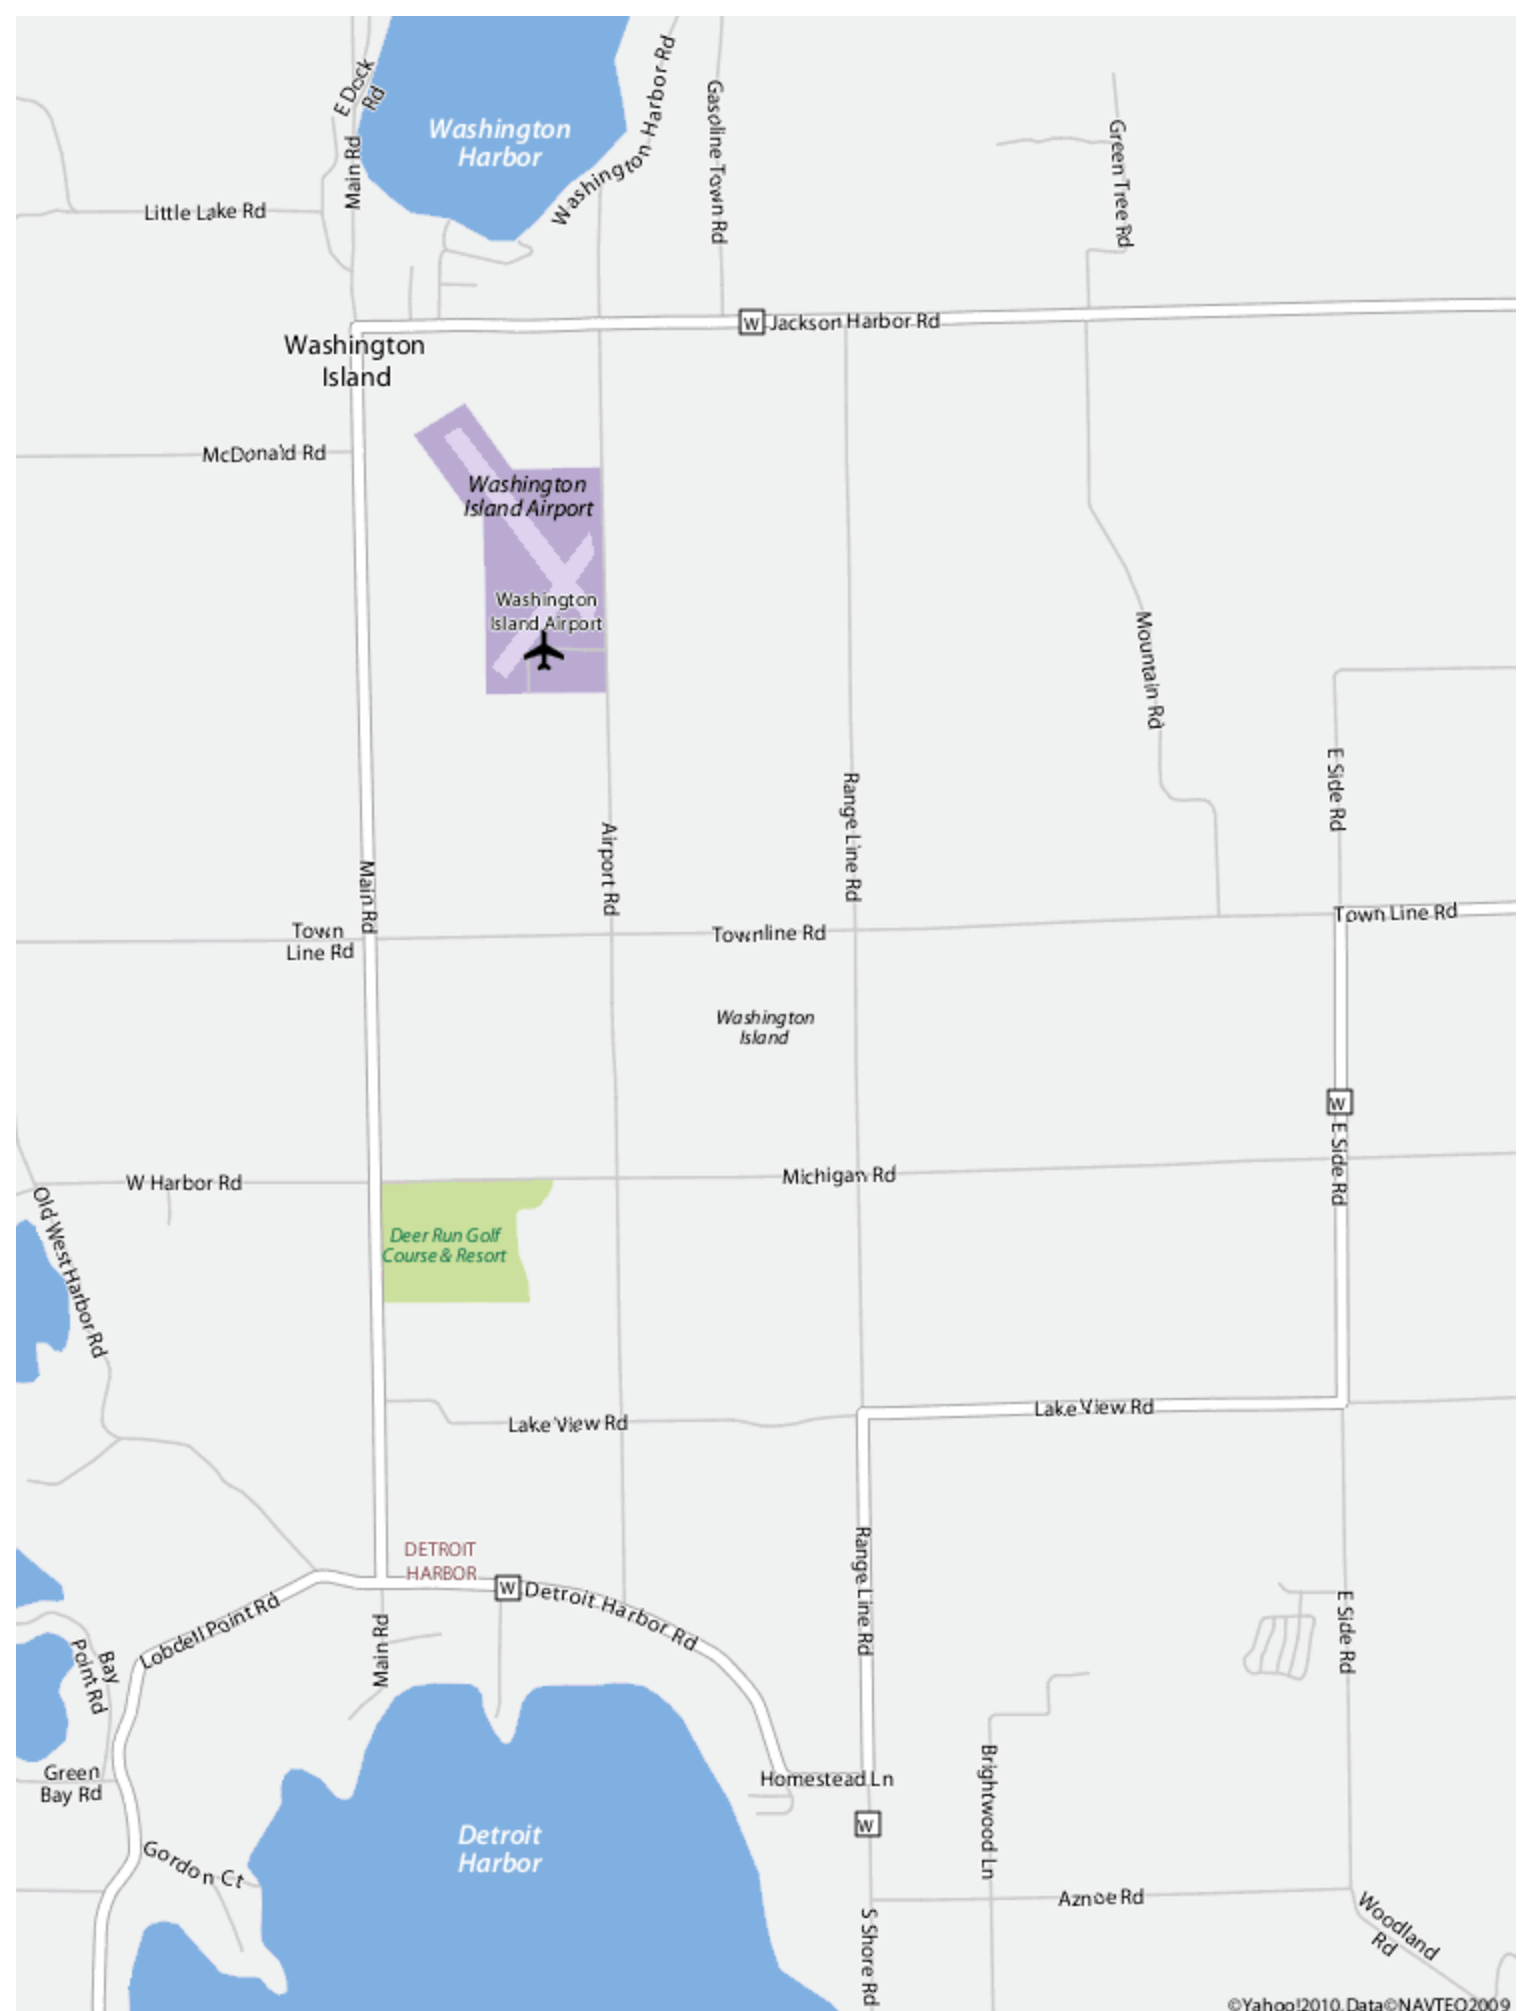 E Dock
Rd
Main Rd
Washington
Harbor
Washington Harbor Rd
Gasoline Town Rd
Green Tree Rd
Little Lake Rd
W
Jackson Harbor Rd
Washington
Island
McDonald Rd
Washington
Island Airport
Washington
Island Airport
Mountain Rd
E Side Rd
Range Line Rd
Airport Rd
Main Rd
Town
Line Rd
Townline Rd
Town Line Rd
Washington
Island
W
E Side Rd
W Harbor Rd
Michigan Rd
Old West Harbor Rd
Deer Run Golf
Course & Resort
Lake View Rd
Lake View Rd
DETROIT
HARBOR
W
Detroit Harbor Rd
Range Line Rd
E Side Rd
Lobdell Point Rd
Main Rd
Bay
Point Rd
Green
Bay Rd
Homestead Ln
W
Brightwood Ln
Detroit
Harbor
Gordon Ct
Aznoe Rd
S Shore Rd
Woodland
Rd
©Yahoo!2010, Data©NAVTEQ2009